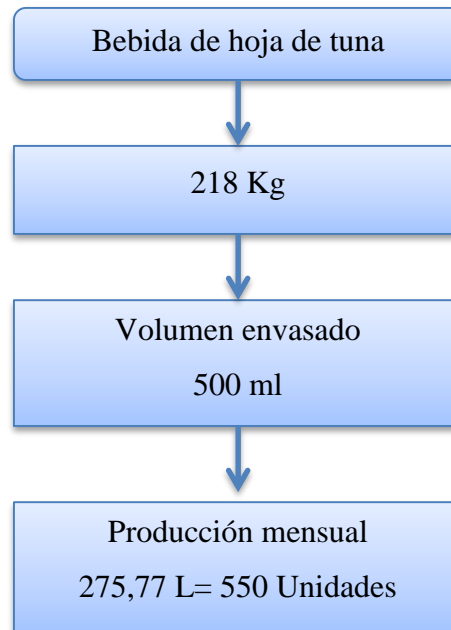 Bebida de hoja de tuna
218 Kg
Volumen envasado
500 ml
Producción mensual
275,77 L= 550 Unidades